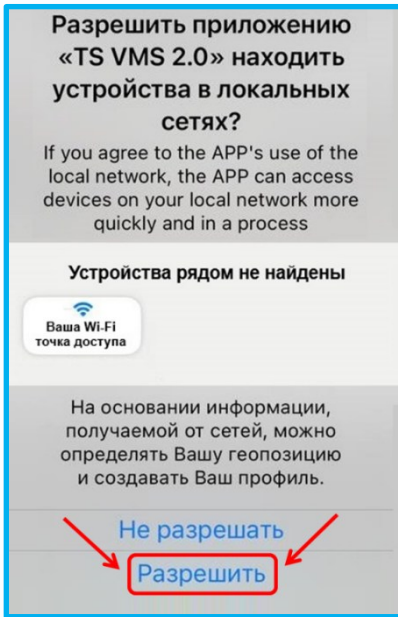 Разрешить приложению
«TS VMS 2.0» находить
устройства в локальных
сетях?
If you agree to the APP's use of the
local network, the APP can access
devices on your local network more
quickly and in a process
Устройства рядом не найдены
Ваша Wi-Fi
точка доступа
На основании информации,
получаемой от сетей, можно
определять Вашу геопозицию
и создавать Ваш профиль.
Не разрешать
Разрешить